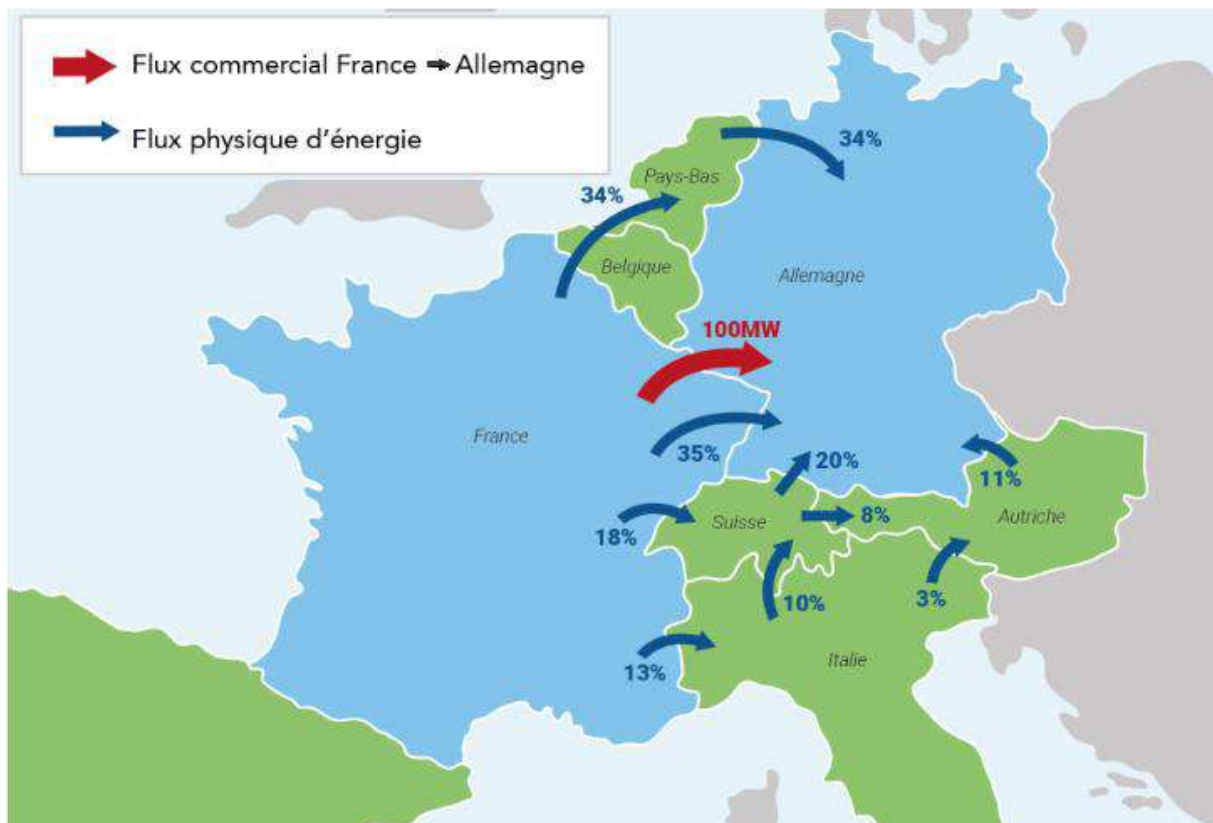 Flux commercial France ➡ Allemagne
Flux physique d'énergie
34%
Pays-Bas
34%
Belgique
Allemagne
100MW
France
35%
20%
11%
18%
Suisse
8%
Autriche
10%
3%
13%
Italie